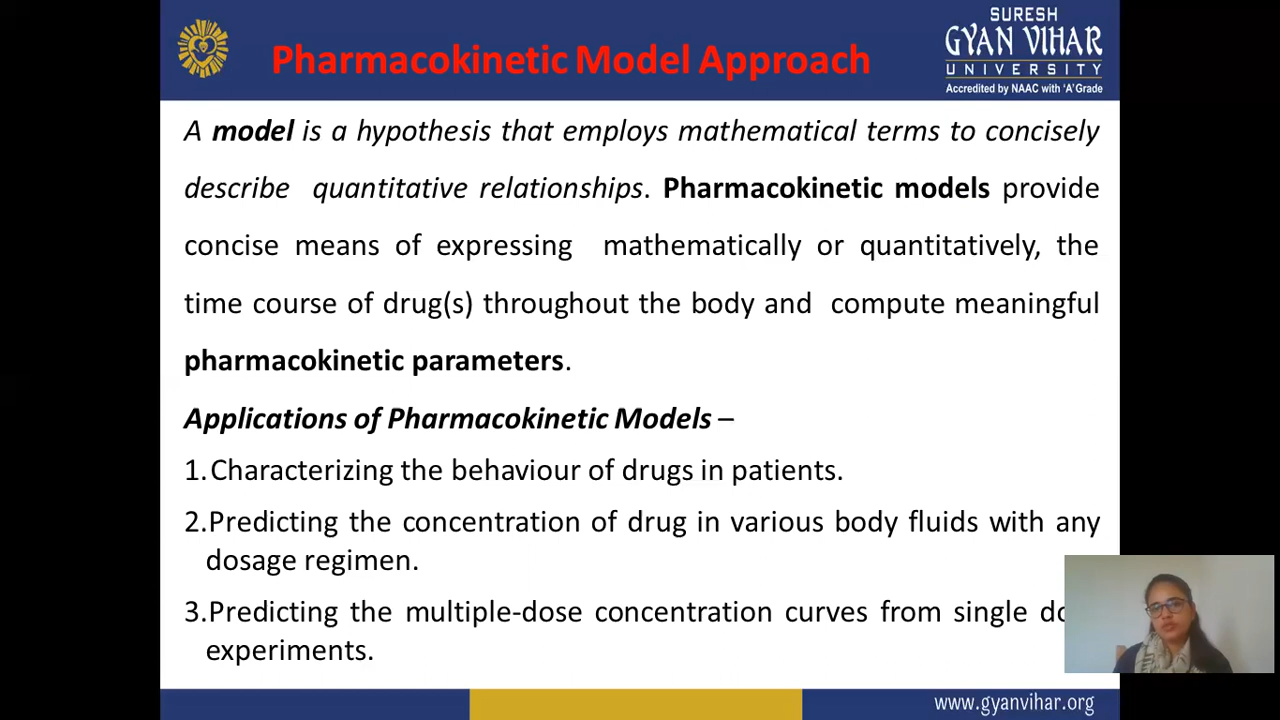 Pharmacokinetic Model Approach
SURESH
GYAN VIHAR
UNIVERSITY
Accredited by NAAC with 'A' Grade
A model is a hypothesis that employs mathematical terms to concisely
describe quantitative relationships. Pharmacokinetic models provide
concise means of expressing mathematically or quantitatively, the
time course of drug(s) throughout the body and compute meaningful
pharmacokinetic parameters.
Applications of Pharmacokinetic Models –
1.Characterizing the behaviour of drugs in patients.
2.Predicting the concentration of drug in various body fluids with any
dosage regimen.
3.Predicting the multiple-dose concentration curves from single
experiments.
www.gyanvihar.org